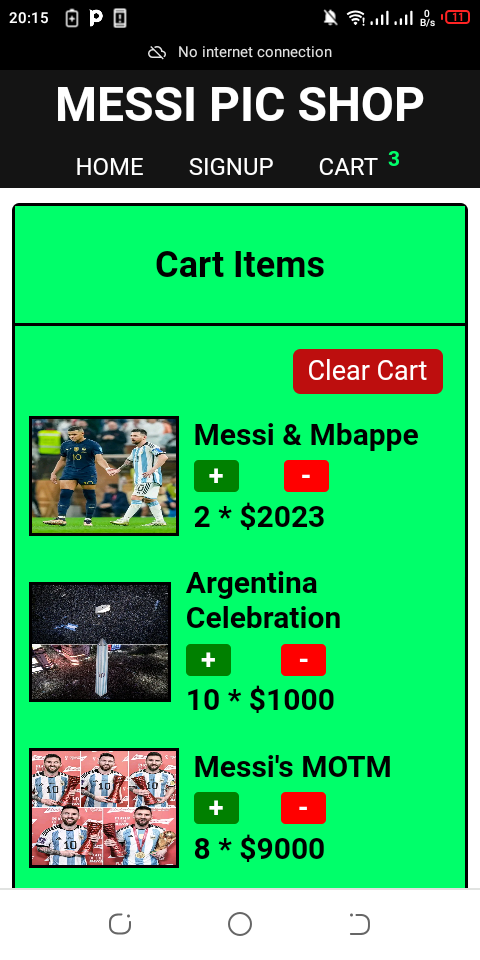 20:15
0
B/s
11
No internet connection
MESSI PIC SHOP
HOME SIGNUP CART 3
Cart Items
Clear Cart
Messi & Mbappe
+ -
2 * $2023
Argentina
Celebration
+ -
10 * $1000
Messi's MOTM
+ -
8 * $9000